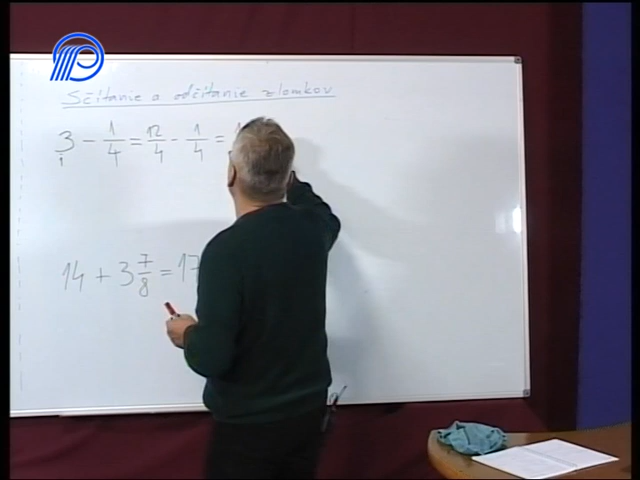 Sčítanie a odčítanie zlomkov
3/1 - 1/4 = 12/4 - 1/4 =
14 + 3 7/8 = 17